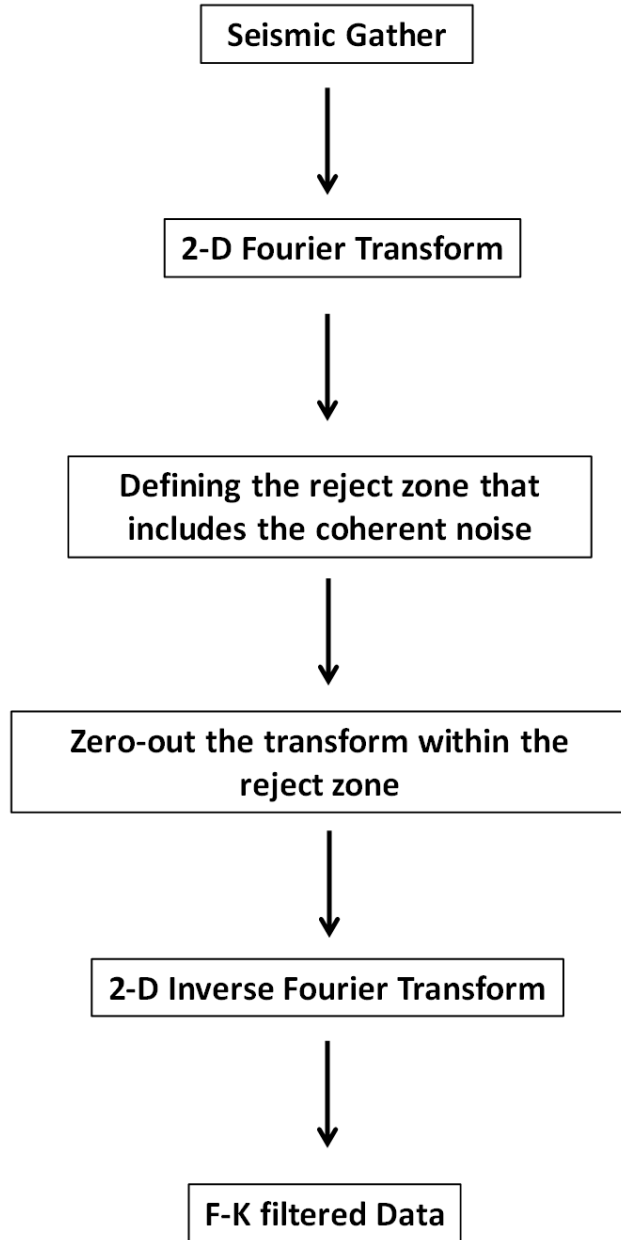 Seismic Gather
2-D Fourier Transform
Defining the reject zone that
includes the coherent noise
Zero-out the transform within the
reject zone
2-D Inverse Fourier Transform
F-K filtered Data